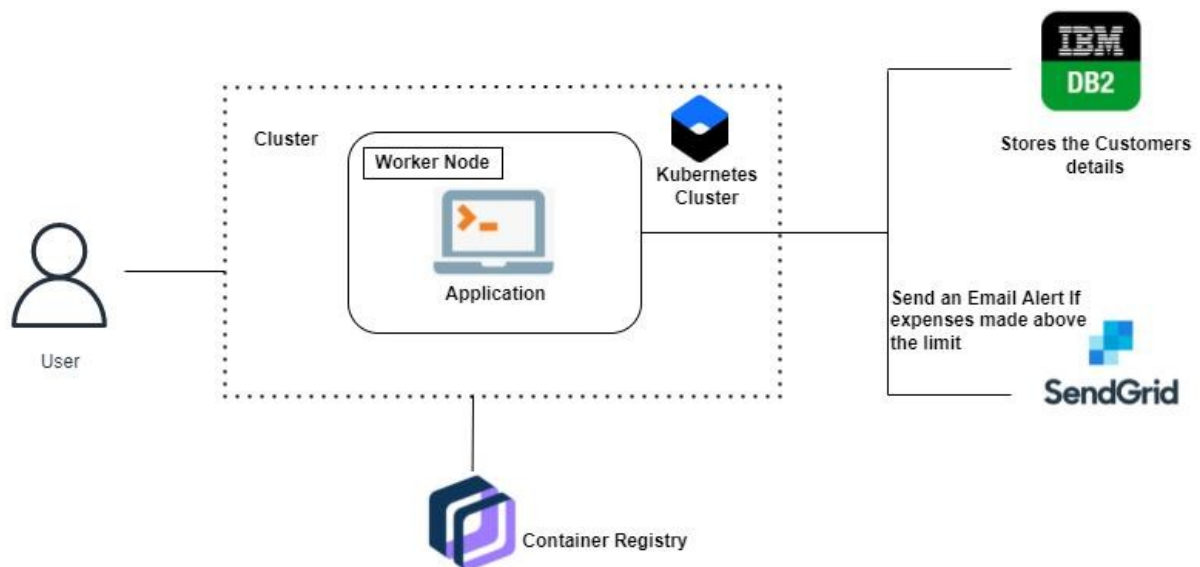 IBM
DB2
Stores the Customers
details
Cluster
Worker Node
Kubernetes
Cluster
Application
User
Send an Email Alert If
expenses made above
the limit
SendGrid
Container Registry